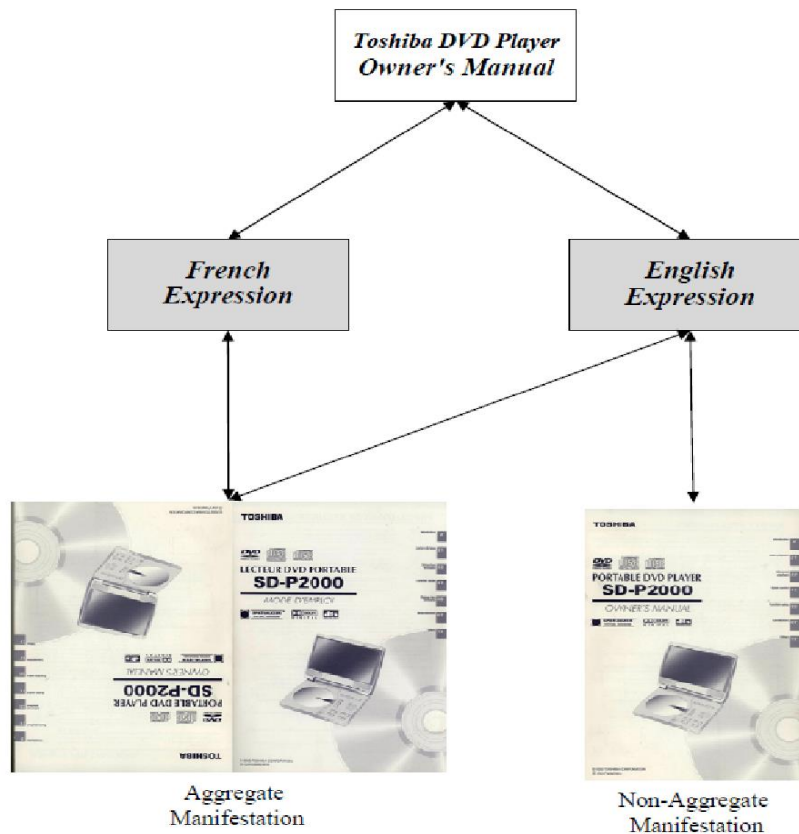 Toshiba DVD Player
Owner's Manual
French
Expression
English
Expression
TOSHIBA
LECTEUR DVD PORTABLE
SD-P2000
MODE D'EMPLOI
PORTABLE DVD PLAYER
SD-P2000
OWNER'S MANUAL
TOSHIBA
TOSHIBA
PORTABLE DVD PLAYER
SD-P2000
OWNER'S MANUAL
Aggregate
Manifestation
Non-Aggregate
Manifestation